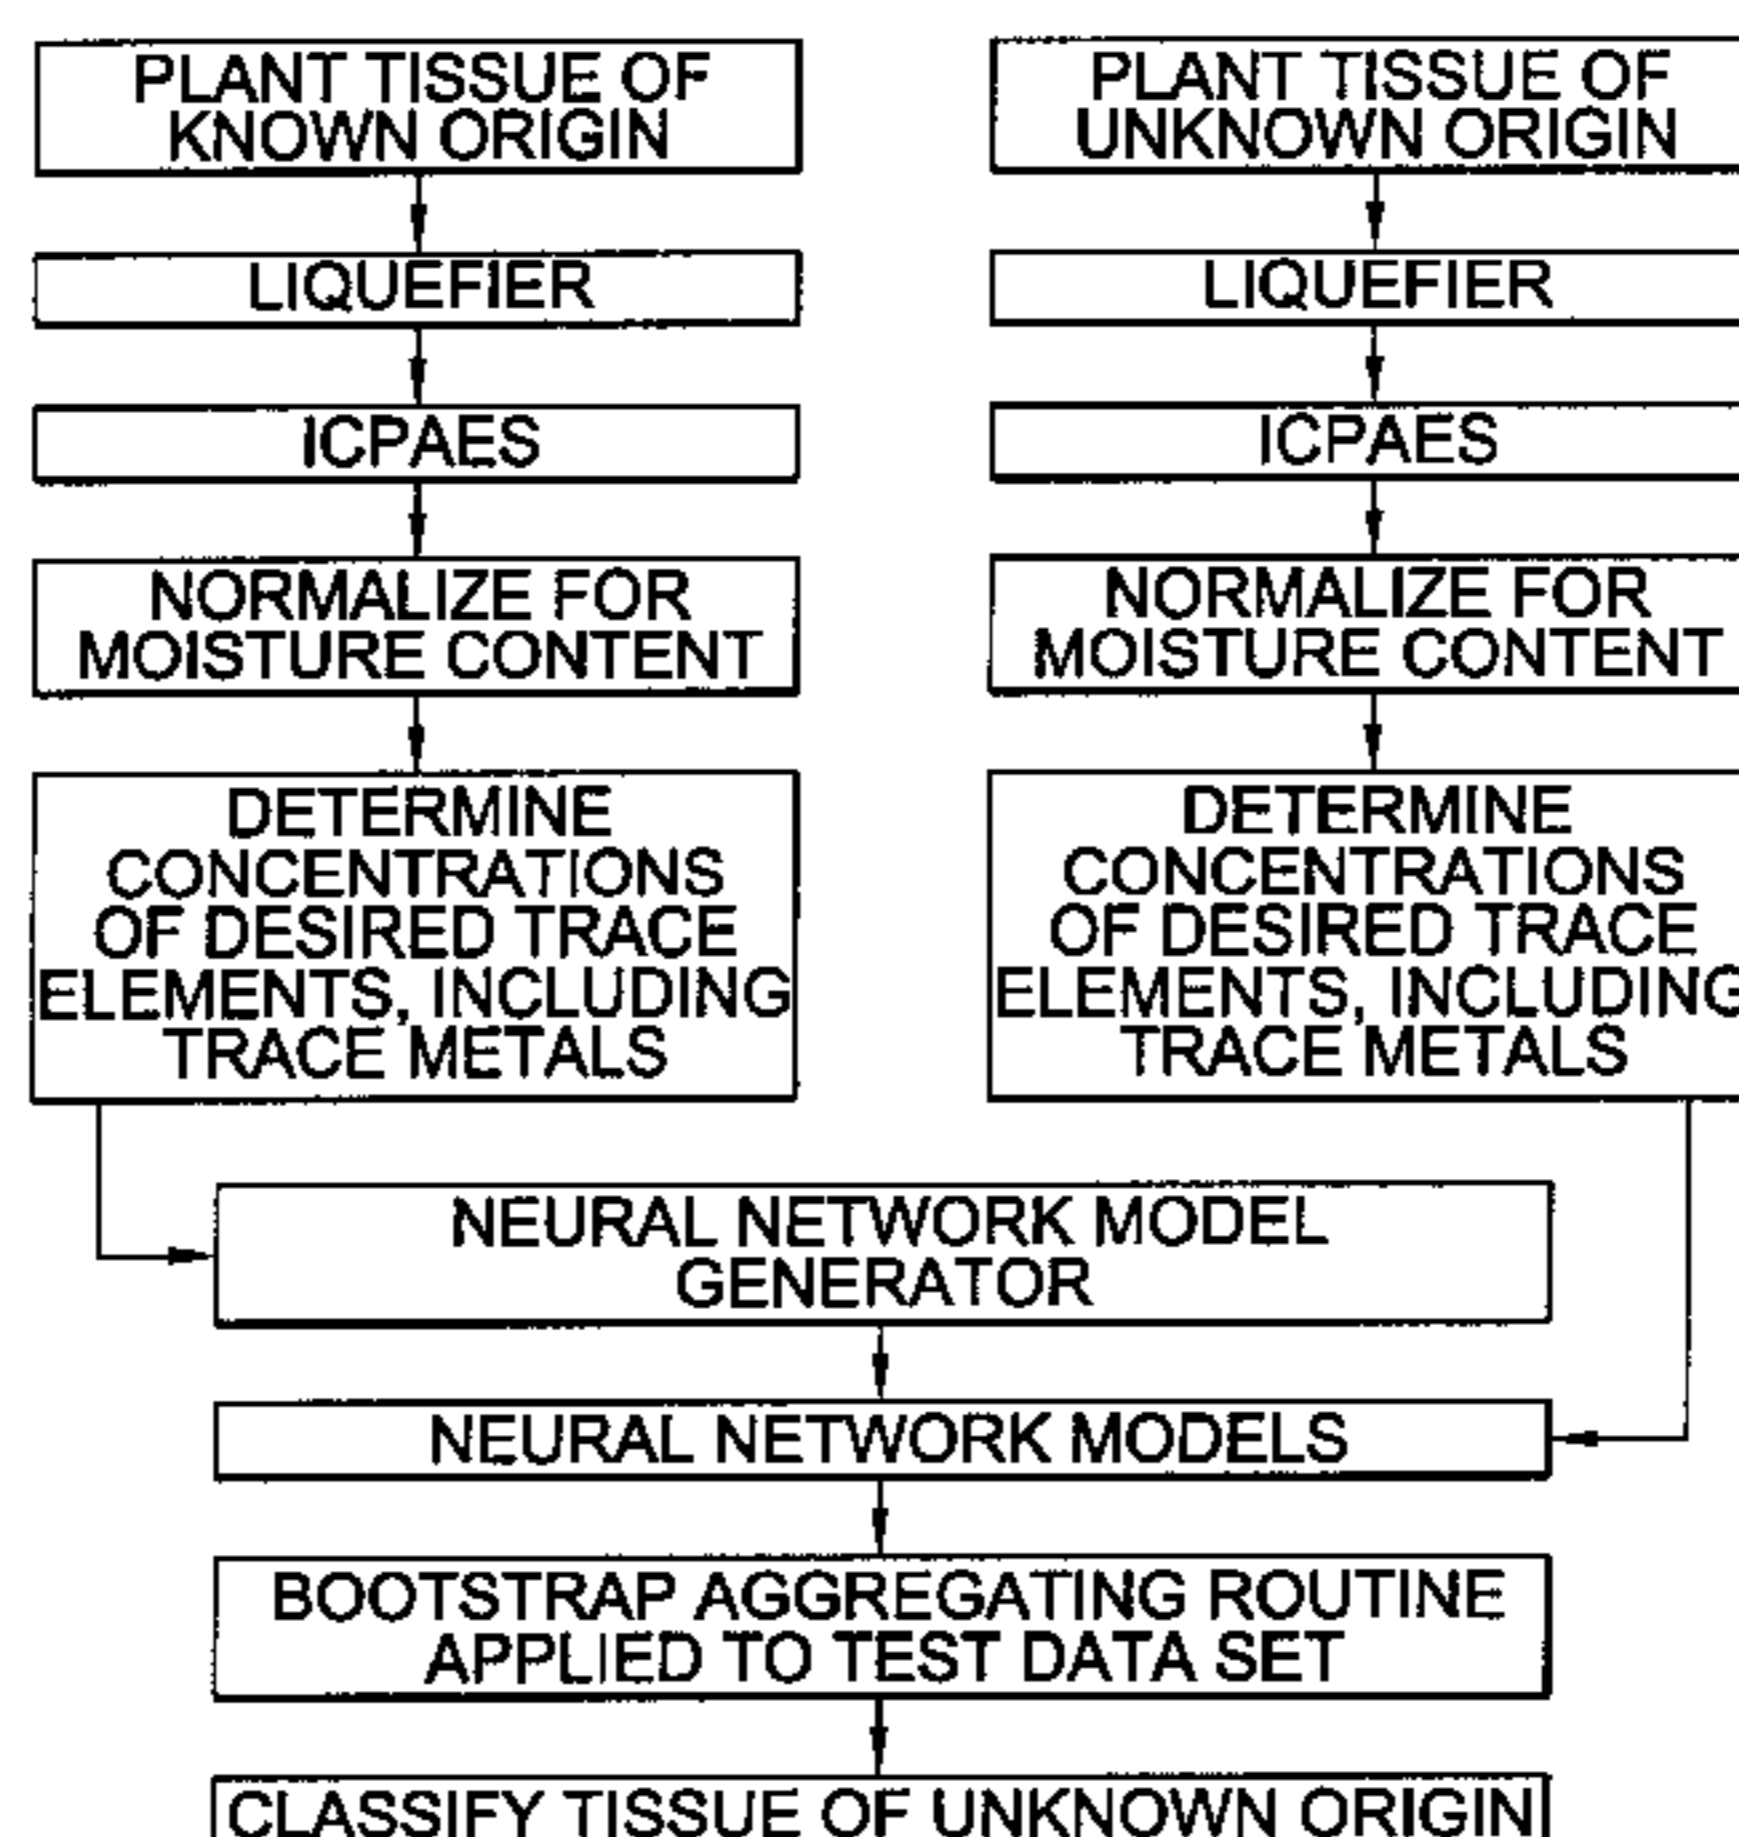 PLANT TISSUE OF
KNOWN ORIGIN
LIQUEFIER
ICPAES
NORMALIZE FOR
MOISTURE CONTENT
DETERMINE
CONCENTRATIONS
OF DESIRED TRACE
ELEMENTS, INCLUDING
TRACE METALS
PLANT TISSUE OF
UNKNOWN ORIGIN
LIQUEFIER
ICPAES
NORMALIZE FOR
MOISTURE CONTENT
DETERMINE
CONCENTRATIONS
OF DESIRED TRACE
ELEMENTS, INCLUDING
TRACE METALS
NEURAL NETWORK MODEL
GENERATOR
NEURAL NETWORK MODELS
BOOTSTRAP AGGREGATING ROUTINE
APPLIED TO TEST DATA SET
CLASSIFY TISSUE OF UNKNOWN ORIGIN